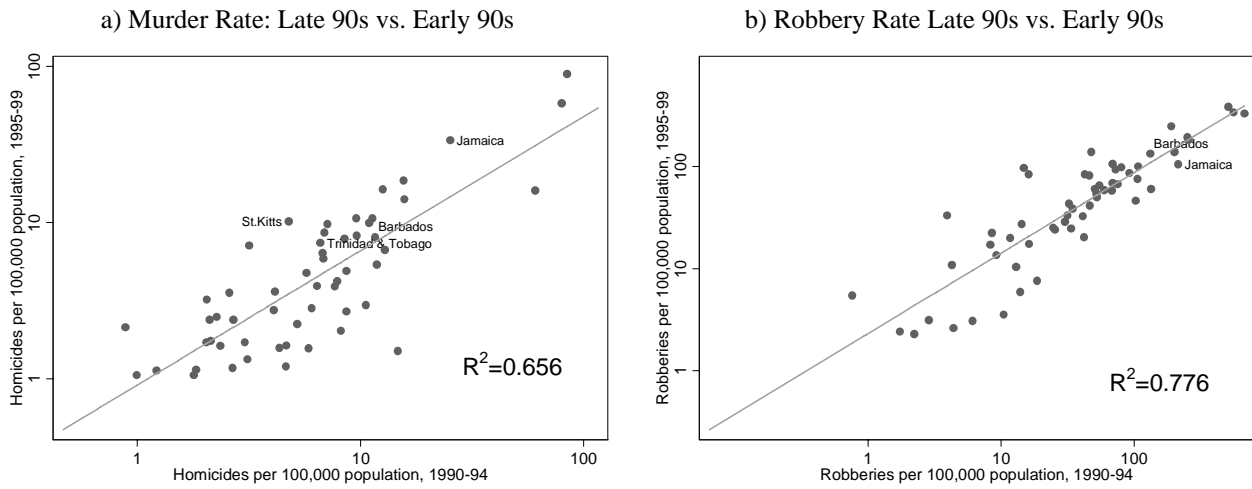 a) Murder Rate: Late 90s vs. Early 90s
Homicides per 100,000 population, 1995-99
100
10
1
Jamaica
St.Kitts
Barbados
Trinidad & Tobago
R²=0.656
1
10
100
Homicides per 100,000 population, 1990-94
b) Robbery Rate Late 90s vs. Early 90s
Robberies per 100,000 population, 1995-99
100
10
1
Barbados
Jamaica
R²=0.776
1
10
100
Robberies per 100,000 population, 1990-94